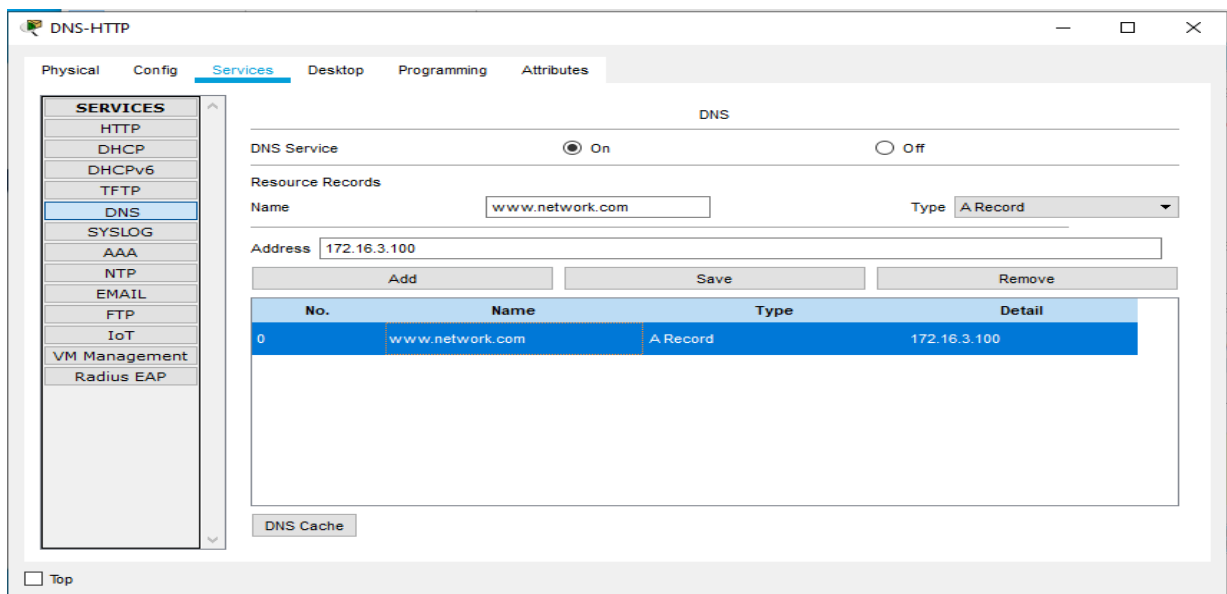 DNS-HTTP
Physical Config Services Desktop Programming Attributes
SERVICES
HTTP
DHCP
DHCPv6
TFTP
DNS
SYSLOG
AAA
NTP
EMAIL
FTP
IoT
VM Management
Radius EAP
DNS
DNS Service On Off
Resource Records
Name www.network.com Type A Record
Address 172.16.3.100
Add Save Remove
No. Name Type Detail
0 www.network.com A Record 172.16.3.100
DNS Cache
Top